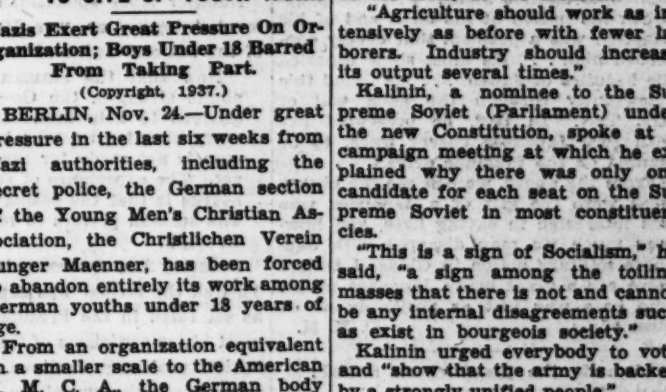 azis Exert Great Pressure On Or-
ganization; Boys Under 18 Barred
From Taking Part.
(Copyright, 1937.)
BERLIN, Nov. 24.—Under great
ressure in the last six weeks from
azi authorities, including the
ecret police, the German section
f the Young Men's Christian As-
ociation, the Christlichen Verein
unger Maenner, has been forced
o abandon entirely its work among
erman youths under 18 years of
ge.
From an organization equivalent
n a smaller scale to the American
M. C. A., the German body
"Agriculture should work as in
tensively as before with fewer la
borers. Industry should increas
its output several times."
Kalinin, a nominee to the Su
preme Soviet (Parliament) unde
the new Constitution, spoke at
campaign meeting at which he ex
plained why there was only on
candidate for each seat on the Su
preme Soviet in most constituen
cies.
"This is a sign of Socialism," h
said, "a sign among the toilin
masses that there is not and canno
be any internal disagreements suc
as exist in bourgeois society."
Kalinin urged everybody to vot
and "show that the army is backe
by a strongly unified people."